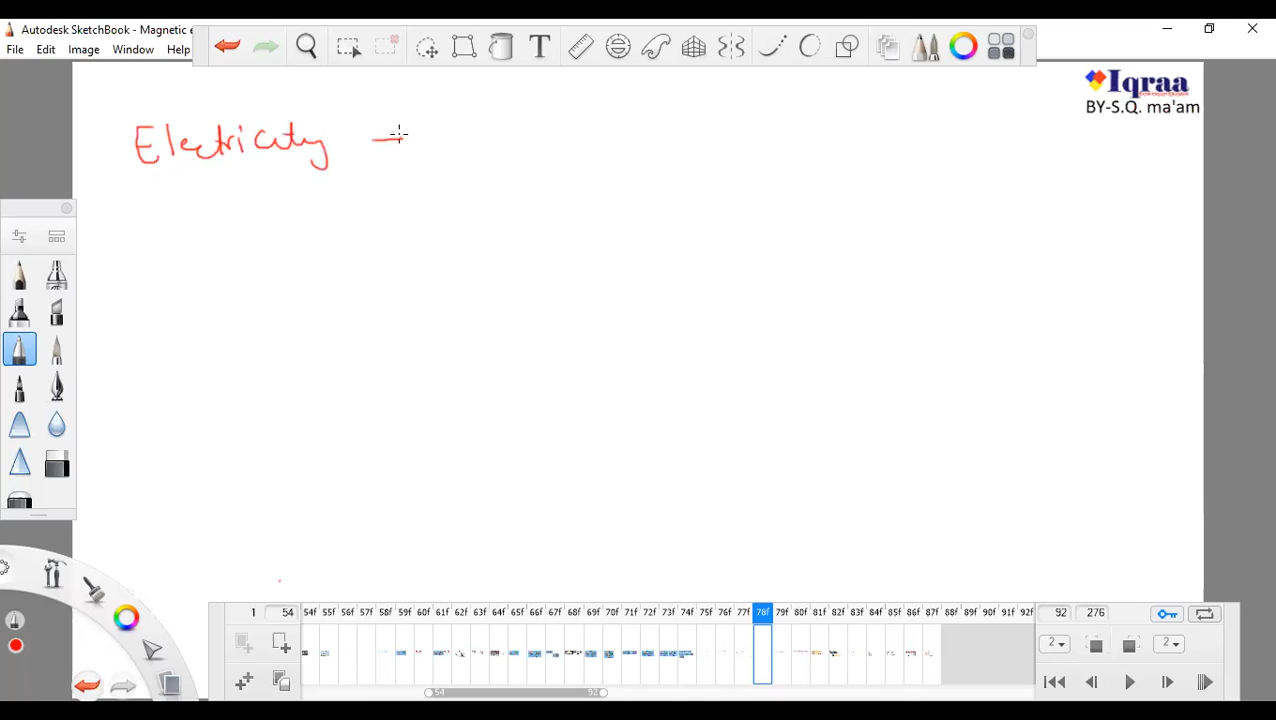 Autodesk SketchBook - Magnetic e
File Edit Image Window Help
Iqraa
BY-S.Q. ma'am
Electricity →
1 54 54f 55f 56f 57f 58f 59f 60f 61f 62f 63f 64f 65f 66f 67f 68f 69f 70f 71f 72f 73f 74f 75f 76f 77f 78f 79f 80f 81f 82f 83f 84f 85f 86f 87f 88f 89f 90f 91f 92f 92 276
2 2
54 92